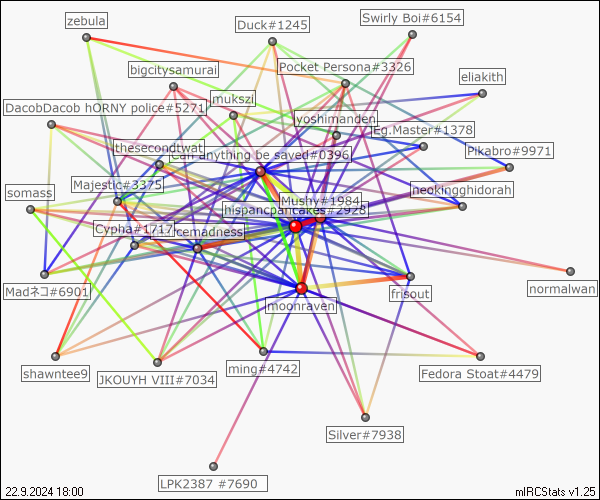 zebula
Duck#1245
Swirly Boi#6154
bigcitysamurai
Pocket Persona#3326
eliakith
mukszi
DacobDacob hORNY police#5271
yoshimanden
Eg.Master#1378
thesecondtwat
Can anything be saved#0396
Pikabro#9971
somass
Majestic#3375
neokingghidorah
Mushy#1984
hispancpancakes#2928
Cypha#1717
rcemadness
Madネコ#6901
moonraven
frisout
normalwan
shawntee9
JKOUYH VIII#7034
ming#4742
Fedora Stoat#4479
Silver#7938
LPK2387 #7690
22.9.2024 18:00
mIRCStats v1.25